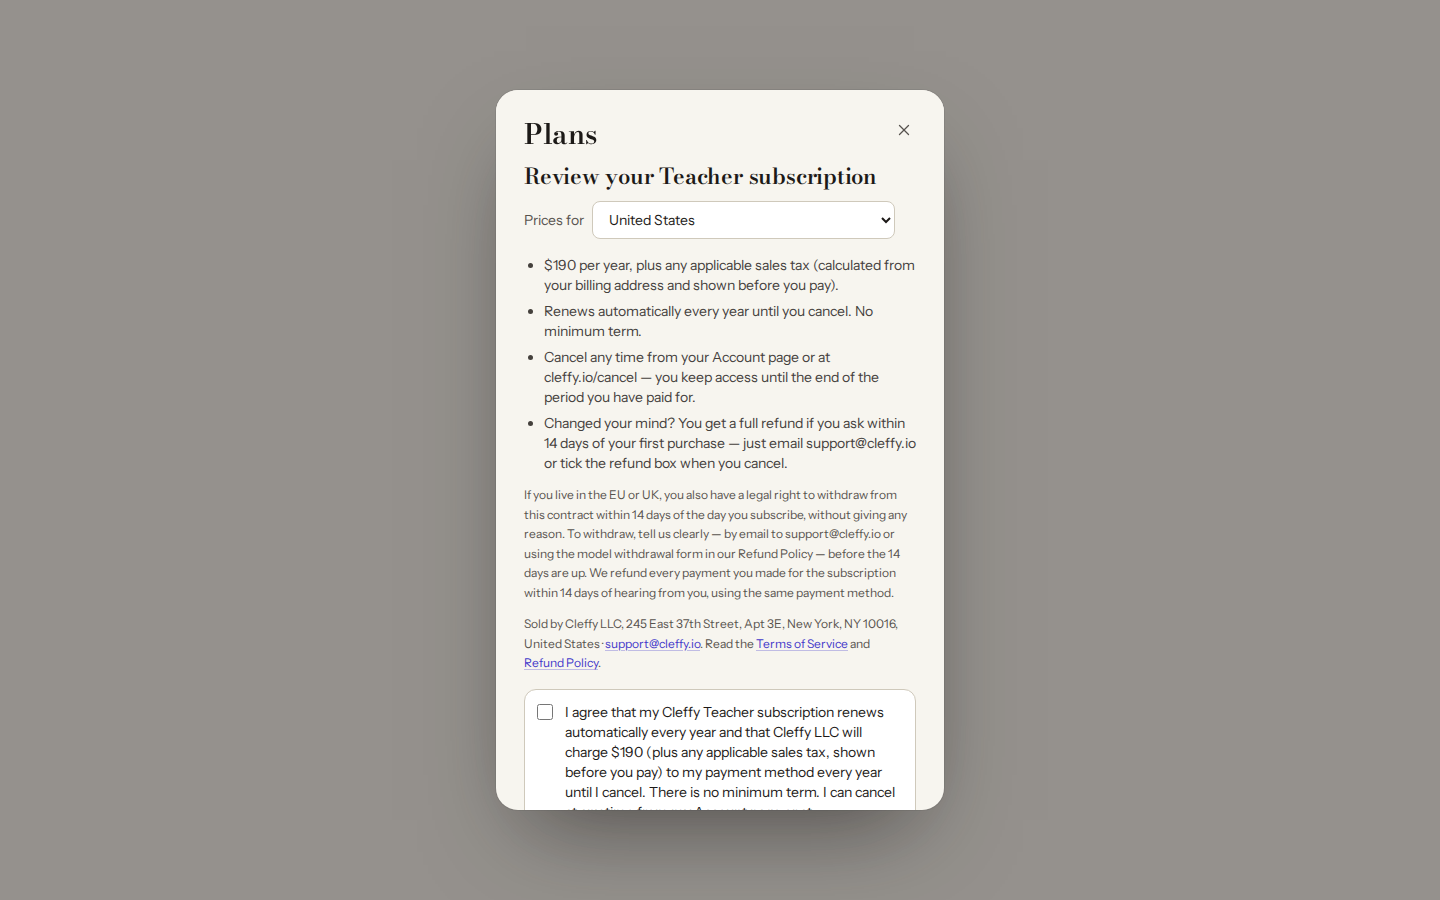 Plans
Review your Teacher subscription
Prices for United States
$190 per year, plus any applicable sales tax (calculated from
your billing address and shown before you pay).
Renews automatically every year until you cancel. No
minimum term.
Cancel any time from your Account page or at
cleffy.io/cancel — you keep access until the end of the
period you have paid for.
Changed your mind? You get a full refund if you ask within
14 days of your first purchase — just email support@cleffy.io
or tick the refund box when you cancel.
If you live in the EU or UK, you also have a legal right to withdraw from
this contract within 14 days of the day you subscribe, without giving any
reason. To withdraw, tell us clearly — by email to support@cleffy.io or
using the model withdrawal form in our Refund Policy — before the 14
days are up. We refund every payment you made for the subscription
within 14 days of hearing from you, using the same payment method.
Sold by Cleffy LLC, 245 East 37th Street, Apt 3E, New York, NY 10016,
United States · support@cleffy.io. Read the Terms of Service and
Refund Policy.
I agree that my Cleffy Teacher subscription renews
automatically every year and that Cleffy LLC will
charge $190 (plus any applicable sales tax, shown
before you pay) to my payment method every year
until I cancel. There is no minimum term. I can cancel